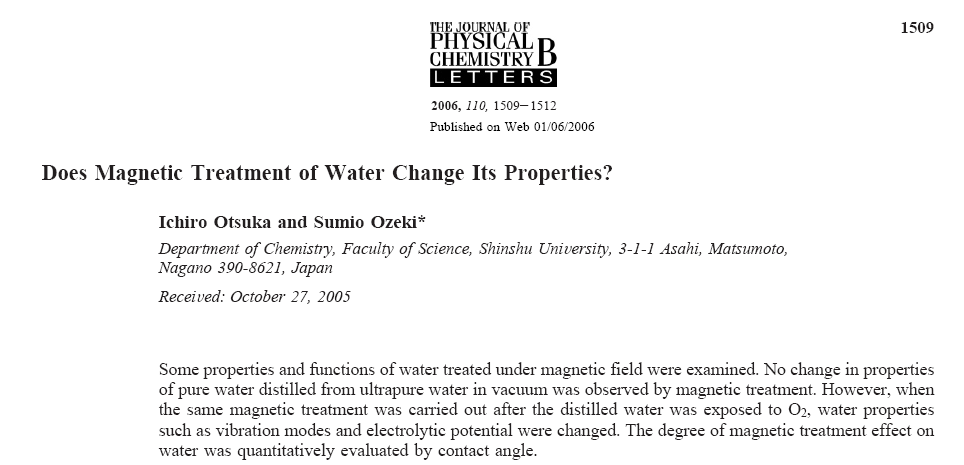 THE JOURNAL OF
PHYSICAL
CHEMISTRY B
LETTERS
1509
2006, 110, 1509−1512
Published on Web 01/06/2006
Does Magnetic Treatment of Water Change Its Properties?
Ichiro Otsuka and Sumio Ozeki*
Department of Chemistry, Faculty of Science, Shinshu University, 3-1-1 Asahi, Matsumoto,
Nagano 390-8621, Japan
Received: October 27, 2005
Some properties and functions of water treated under magnetic field were examined. No change in properties
of pure water distilled from ultrapure water in vacuum was observed by magnetic treatment. However, when
the same magnetic treatment was carried out after the distilled water was exposed to O2, water properties
such as vibration modes and electrolytic potential were changed. The degree of magnetic treatment effect on
water was quantitatively evaluated by contact angle.